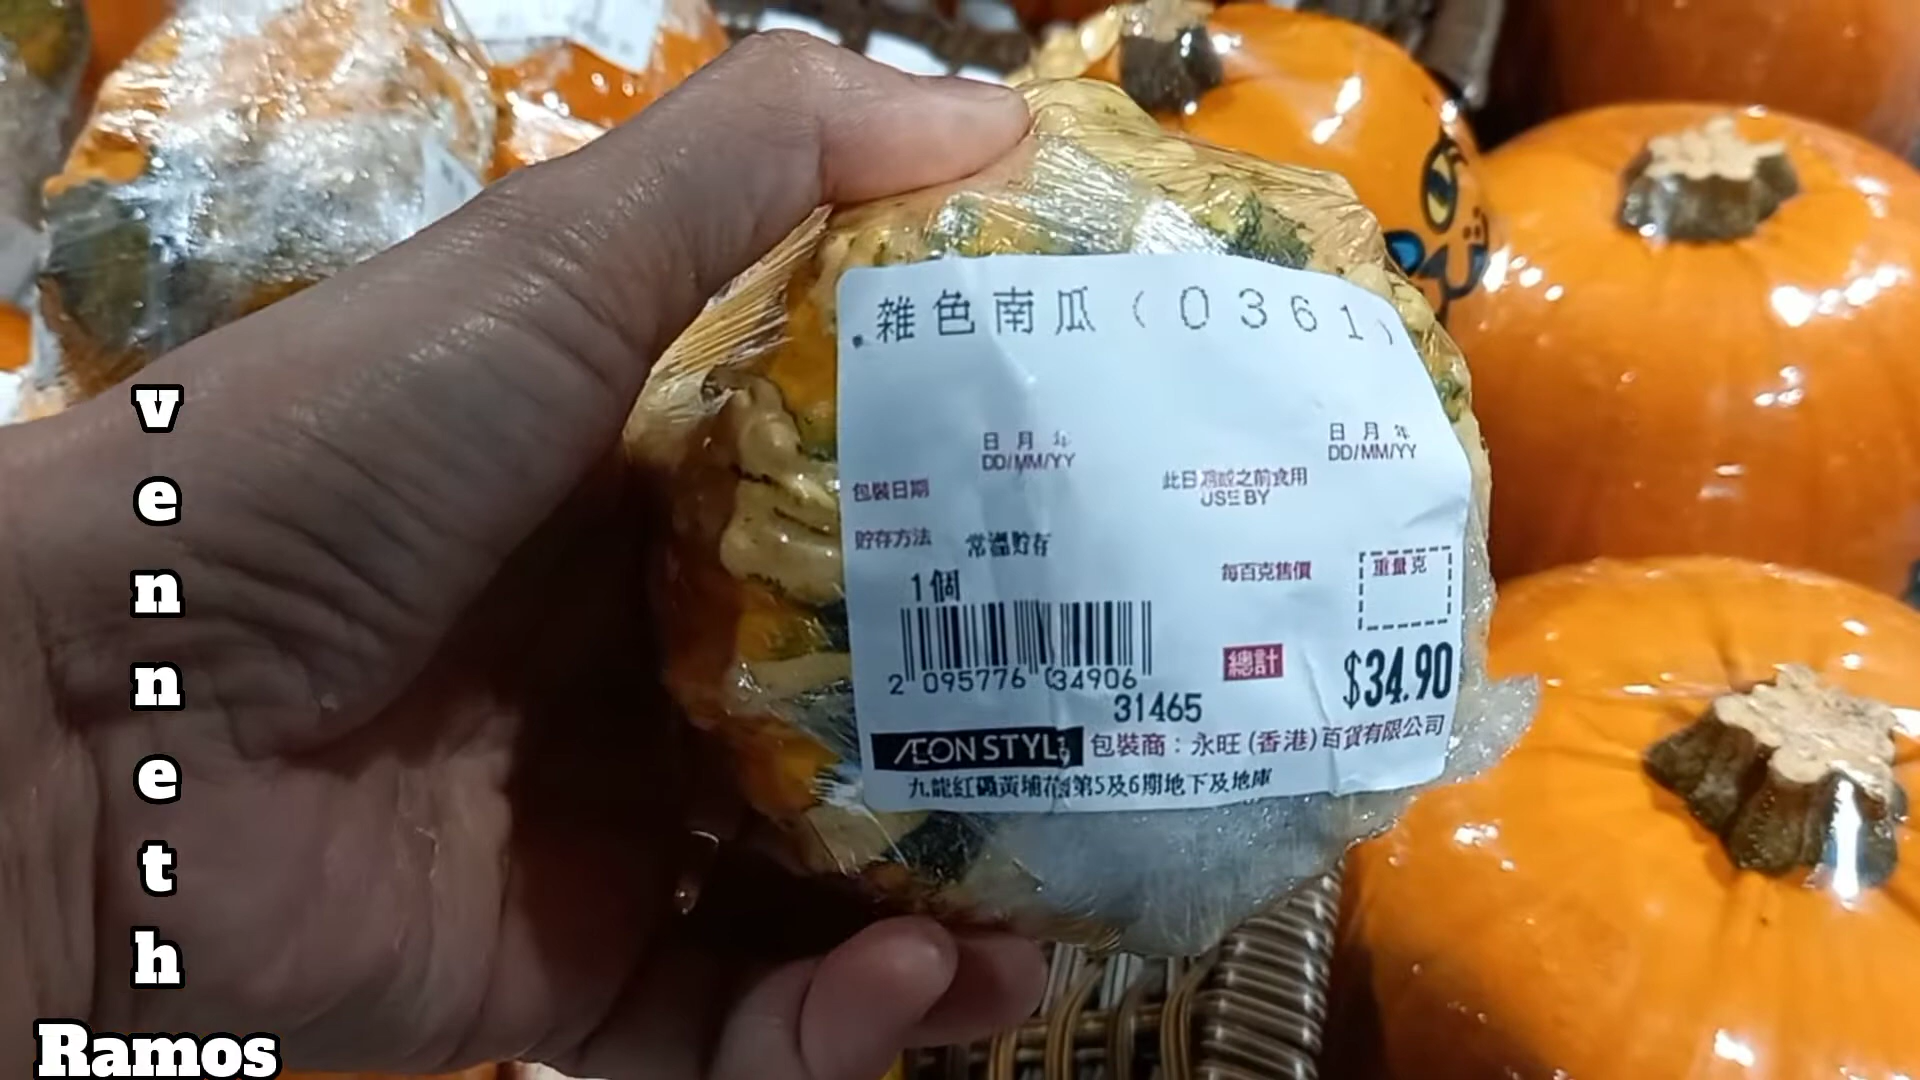 雜色南瓜(0361)
日 月 年
DD/MM/YY
日 月 年
DD/MM/YY
包裝日期
此日期或之前食用
USE BY
貯存方法 常溫貯存
每百克售價
重量克
1個
2 095776 034906
總計
$34.90
31465
ÆON STYLE 包裝商:永旺(香港)百貨有限公司
九龍紅磡黃埔花園第5及6期地下及地庫
venneth
Ramos